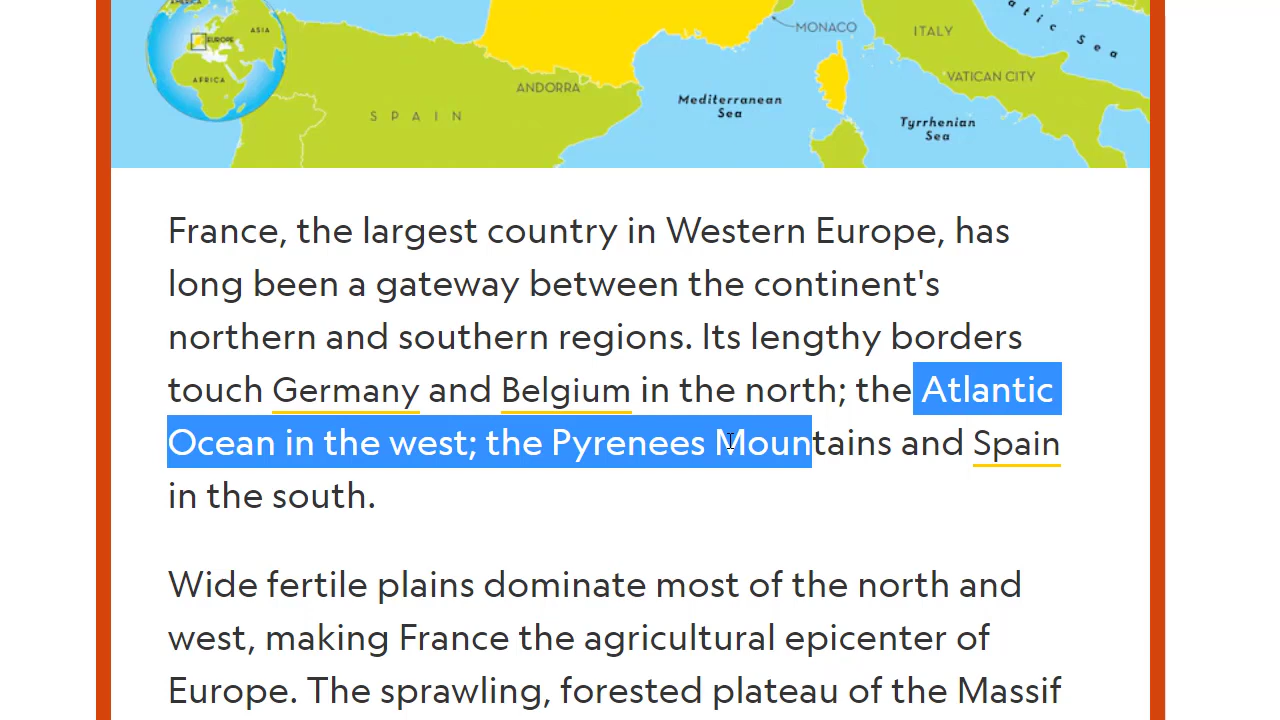 AMERICA
ASIA
EUROPE
AFRICA
MONACO
ITALY
ANDORRA
VATICAN CITY
SPAIN
Mediterranean
Sea
Tyrrhenian
Sea
atic Sea
France, the largest country in Western Europe, has
long been a gateway between the continent's
northern and southern regions. Its lengthy borders
touch Germany and Belgium in the north; the Atlantic
Ocean in the west; the Pyrenees Mountains and Spain
in the south.
Wide fertile plains dominate most of the north and
west, making France the agricultural epicenter of
Europe. The sprawling, forested plateau of the Massif